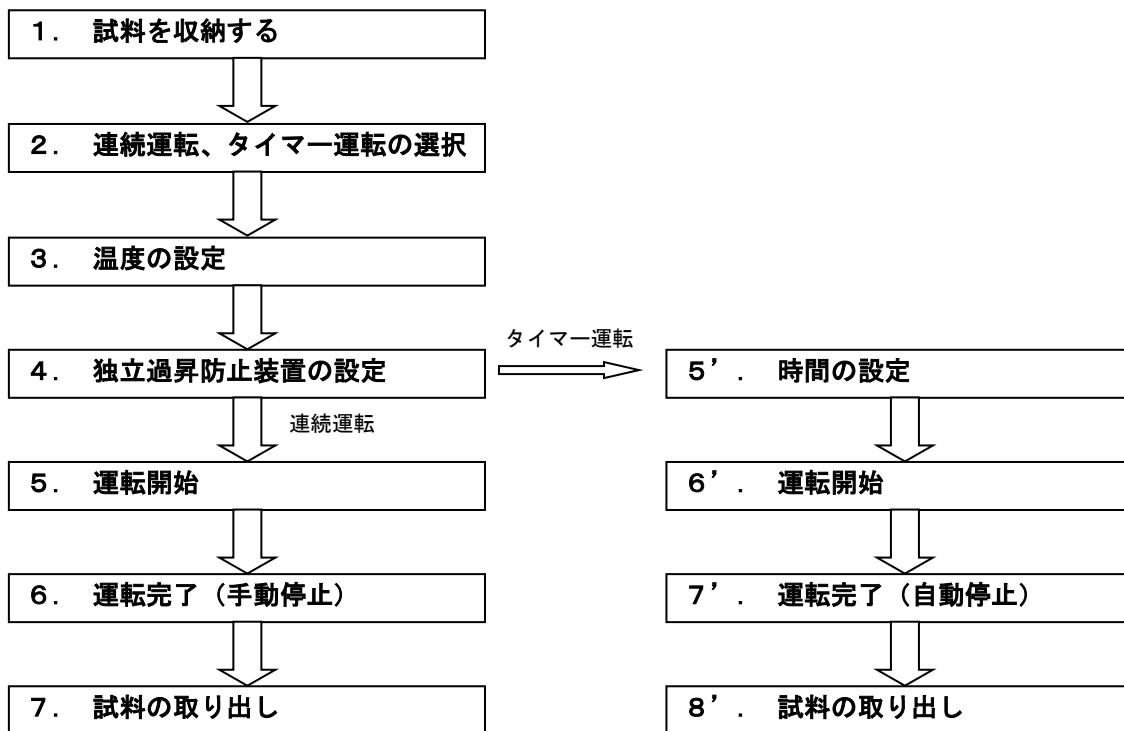 １．　試料を収納する
２．　連続運転、タイマー運転の選択
３．　温度の設定
４．　独立過昇防止装置の設定
タイマー運転
連続運転
５．　運転開始
６．　運転完了（手動停止）
７．　試料の取り出し
５’．　時間の設定
６’．　運転開始
７’．　運転完了（自動停止）
８’．　試料の取り出し